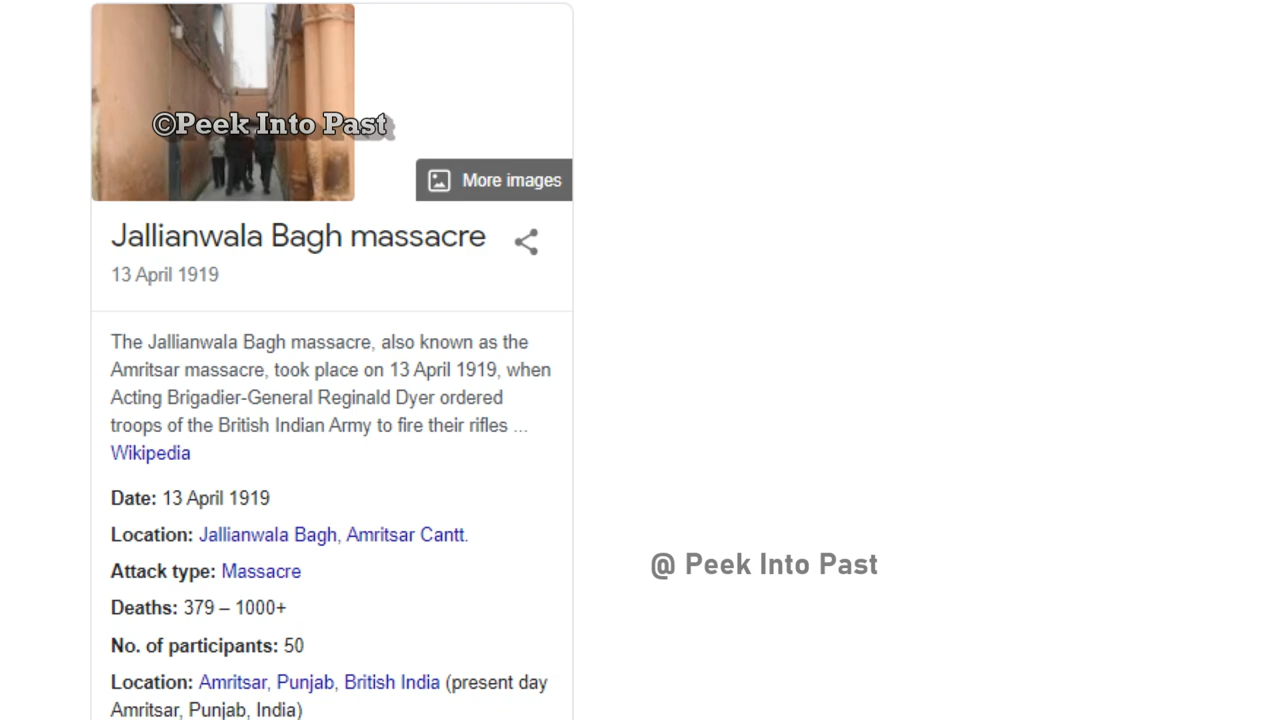 ©Peek Into Past
More images
Jallianwala Bagh massacre
13 April 1919
The Jallianwala Bagh massacre, also known as the
Amritsar massacre, took place on 13 April 1919, when
Acting Brigadier-General Reginald Dyer ordered
troops of the British Indian Army to fire their rifles ...
Wikipedia
Date: 13 April 1919
Location: Jallianwala Bagh, Amritsar Cantt.
Attack type: Massacre
@ Peek Into Past
Deaths: 379 – 1000+
No. of participants: 50
Location: Amritsar, Punjab, British India (present day
Amritsar, Punjab, India)